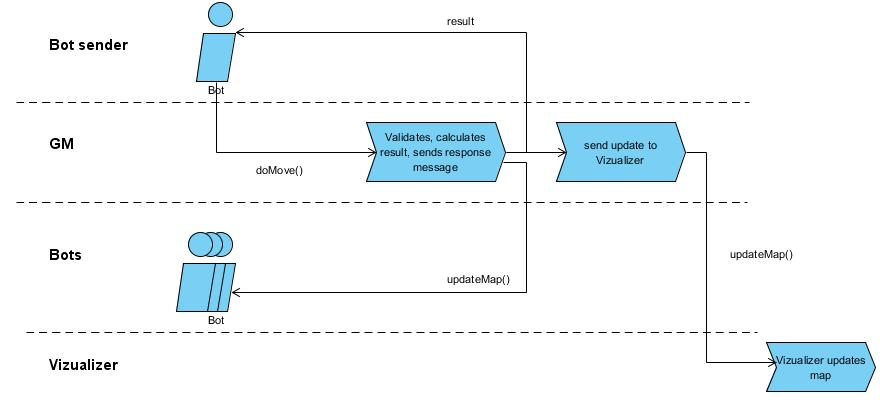 result
Bot sender
Bot
GM
Validates, calculates
result, sends response
message
send update to
Vizualizer
doMove()
Bots
updateMap()
updateMap()
Bot
Vizualizer
Vizualizer updates
map